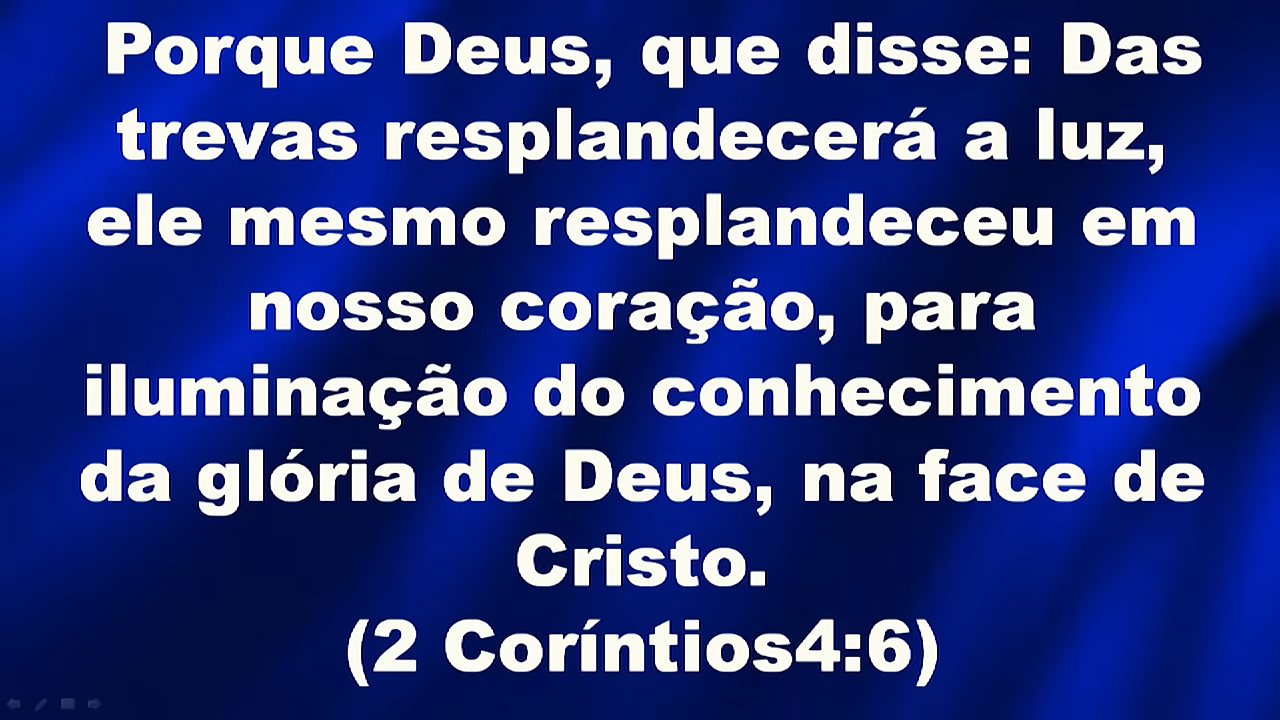 Porque Deus, que disse: Das
trevas resplandecerá a luz,
ele mesmo resplandeceu em
nosso coração, para
iluminação do conhecimento
da glória de Deus, na face de
Cristo.
(2 Coríntios4:6)